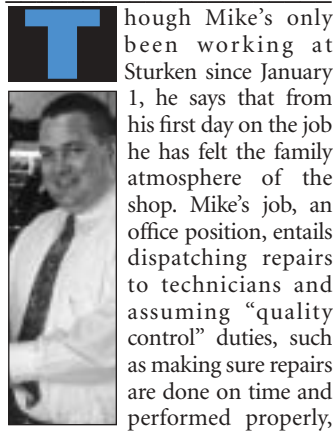 Though Mike’s only
been working at
Sturken since January
1, he says that from
his first day on the job
he has felt the family
atmosphere of the
shop. Mike’s job, an
office position, entails
dispatching repairs
to technicians and
assuming “quality
control” duties, such
as making sure repairs
are done on time and
performed properly,